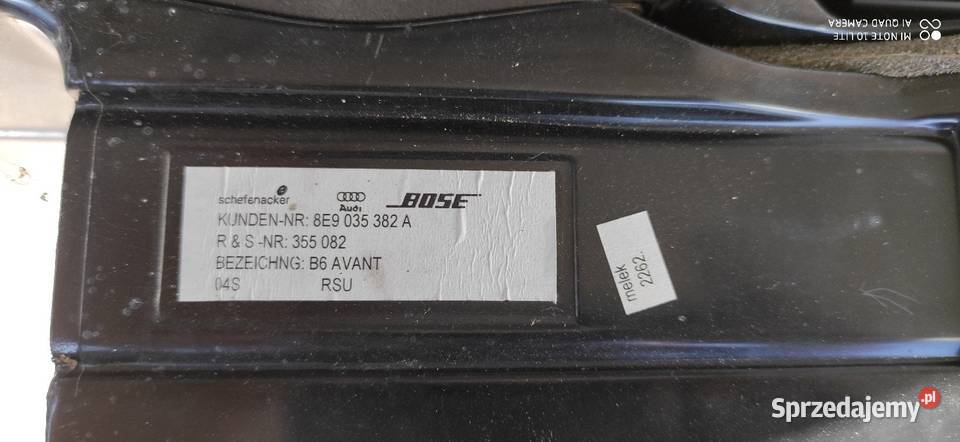 MI NOTE 10 LITE
AI QUAD CAMERA
schefenacker
Audi
BOSE
KUNDEN-NR: 8E9 035 382 A
R & S -NR: 355 082
BEZEICHNG: B6 AVANT
04S RSU
melek
2262
Sprzedajemy.pl